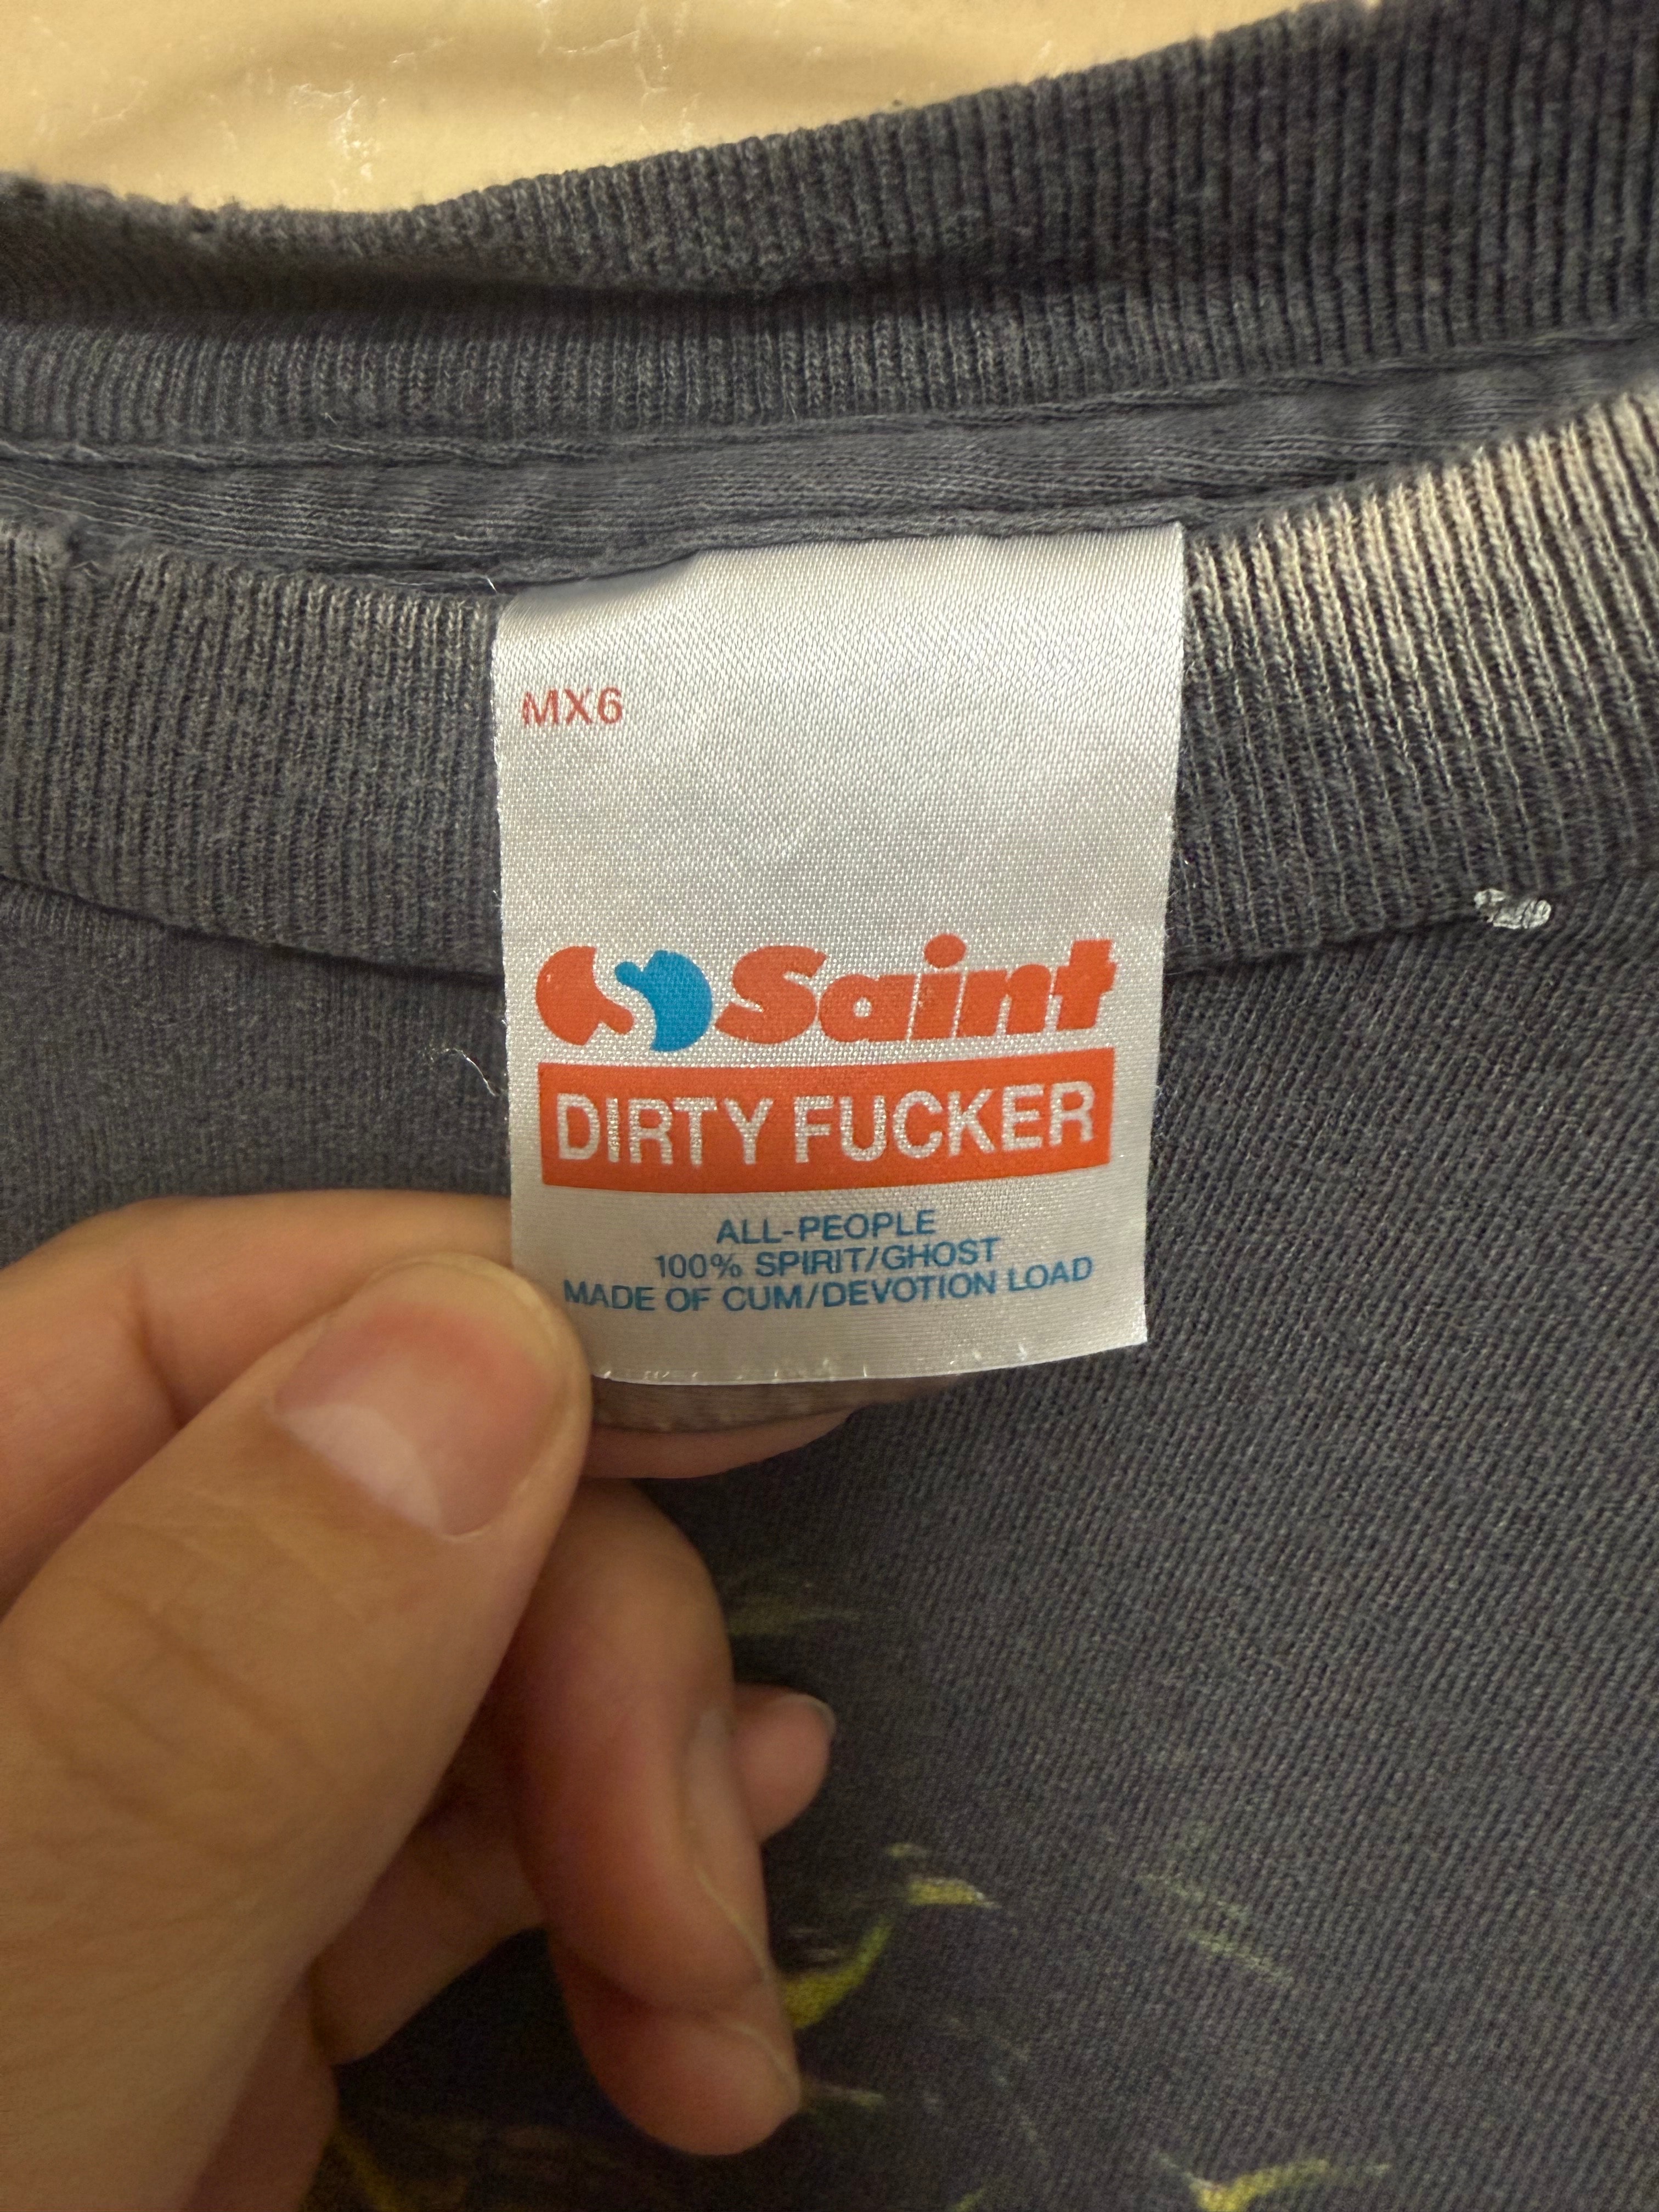 MX6
Saint
DIRTY FUCKER
ALL-PEOPLE
100% SPIRIT/GHOST
MADE OF CUM/DEVOTION LOAD